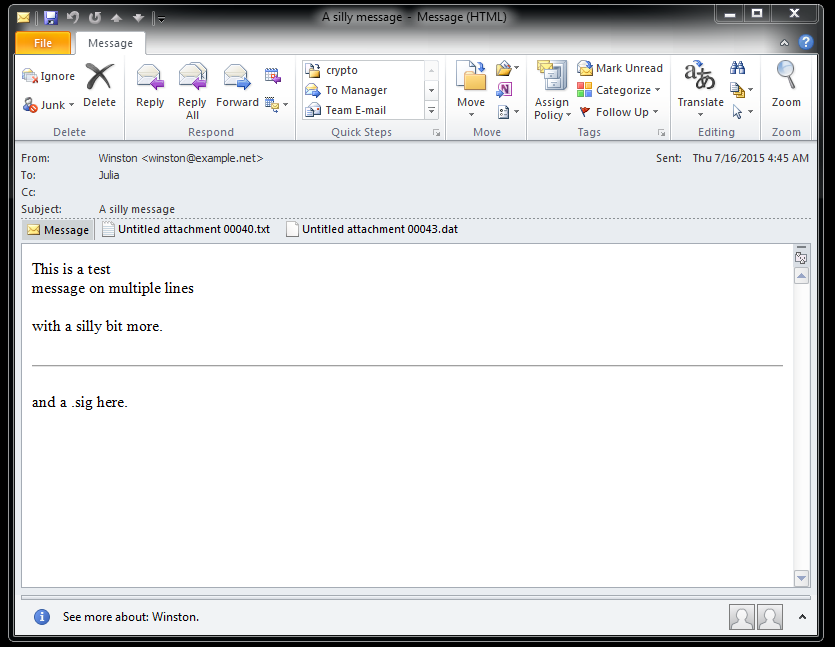 A silly message - Message (HTML)
File Message
Ignore
Junk
Delete
Delete
Reply
Reply All
Forward
Respond
crypto
To Manager
Team E-mail
Quick Steps
Move
Move
Assign Policy
Mark Unread
Categorize
Follow Up
Tags
Translate
Editing
Zoom
Zoom
From: Winston <winston@example.net> Sent: Thu 7/16/2015 4:45 AM
To: Julia
Cc:
Subject: A silly message
Message Untitled attachment 00040.txt Untitled attachment 00043.dat
This is a test
message on multiple lines
with a silly bit more.
and a .sig here.
See more about: Winston.